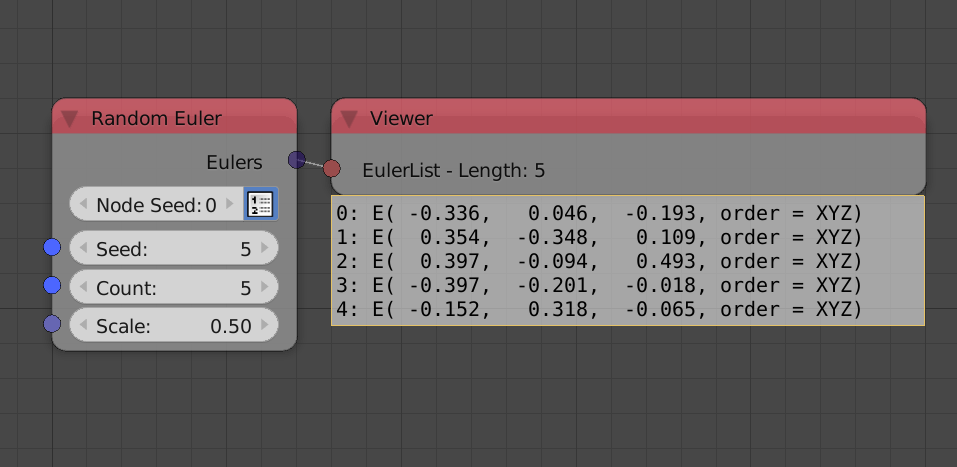 Random Euler
Eulers
Node Seed: 0
1
2
Seed: 5
Count: 5
Scale: 0.50
Viewer
EulerList - Length: 5
0: E( -0.336,   0.046,  -0.193, order = XYZ)
1: E(  0.354,  -0.348,   0.109, order = XYZ)
2: E(  0.397,  -0.094,   0.493, order = XYZ)
3: E( -0.397,  -0.201,  -0.018, order = XYZ)
4: E( -0.152,   0.318,  -0.065, order = XYZ)